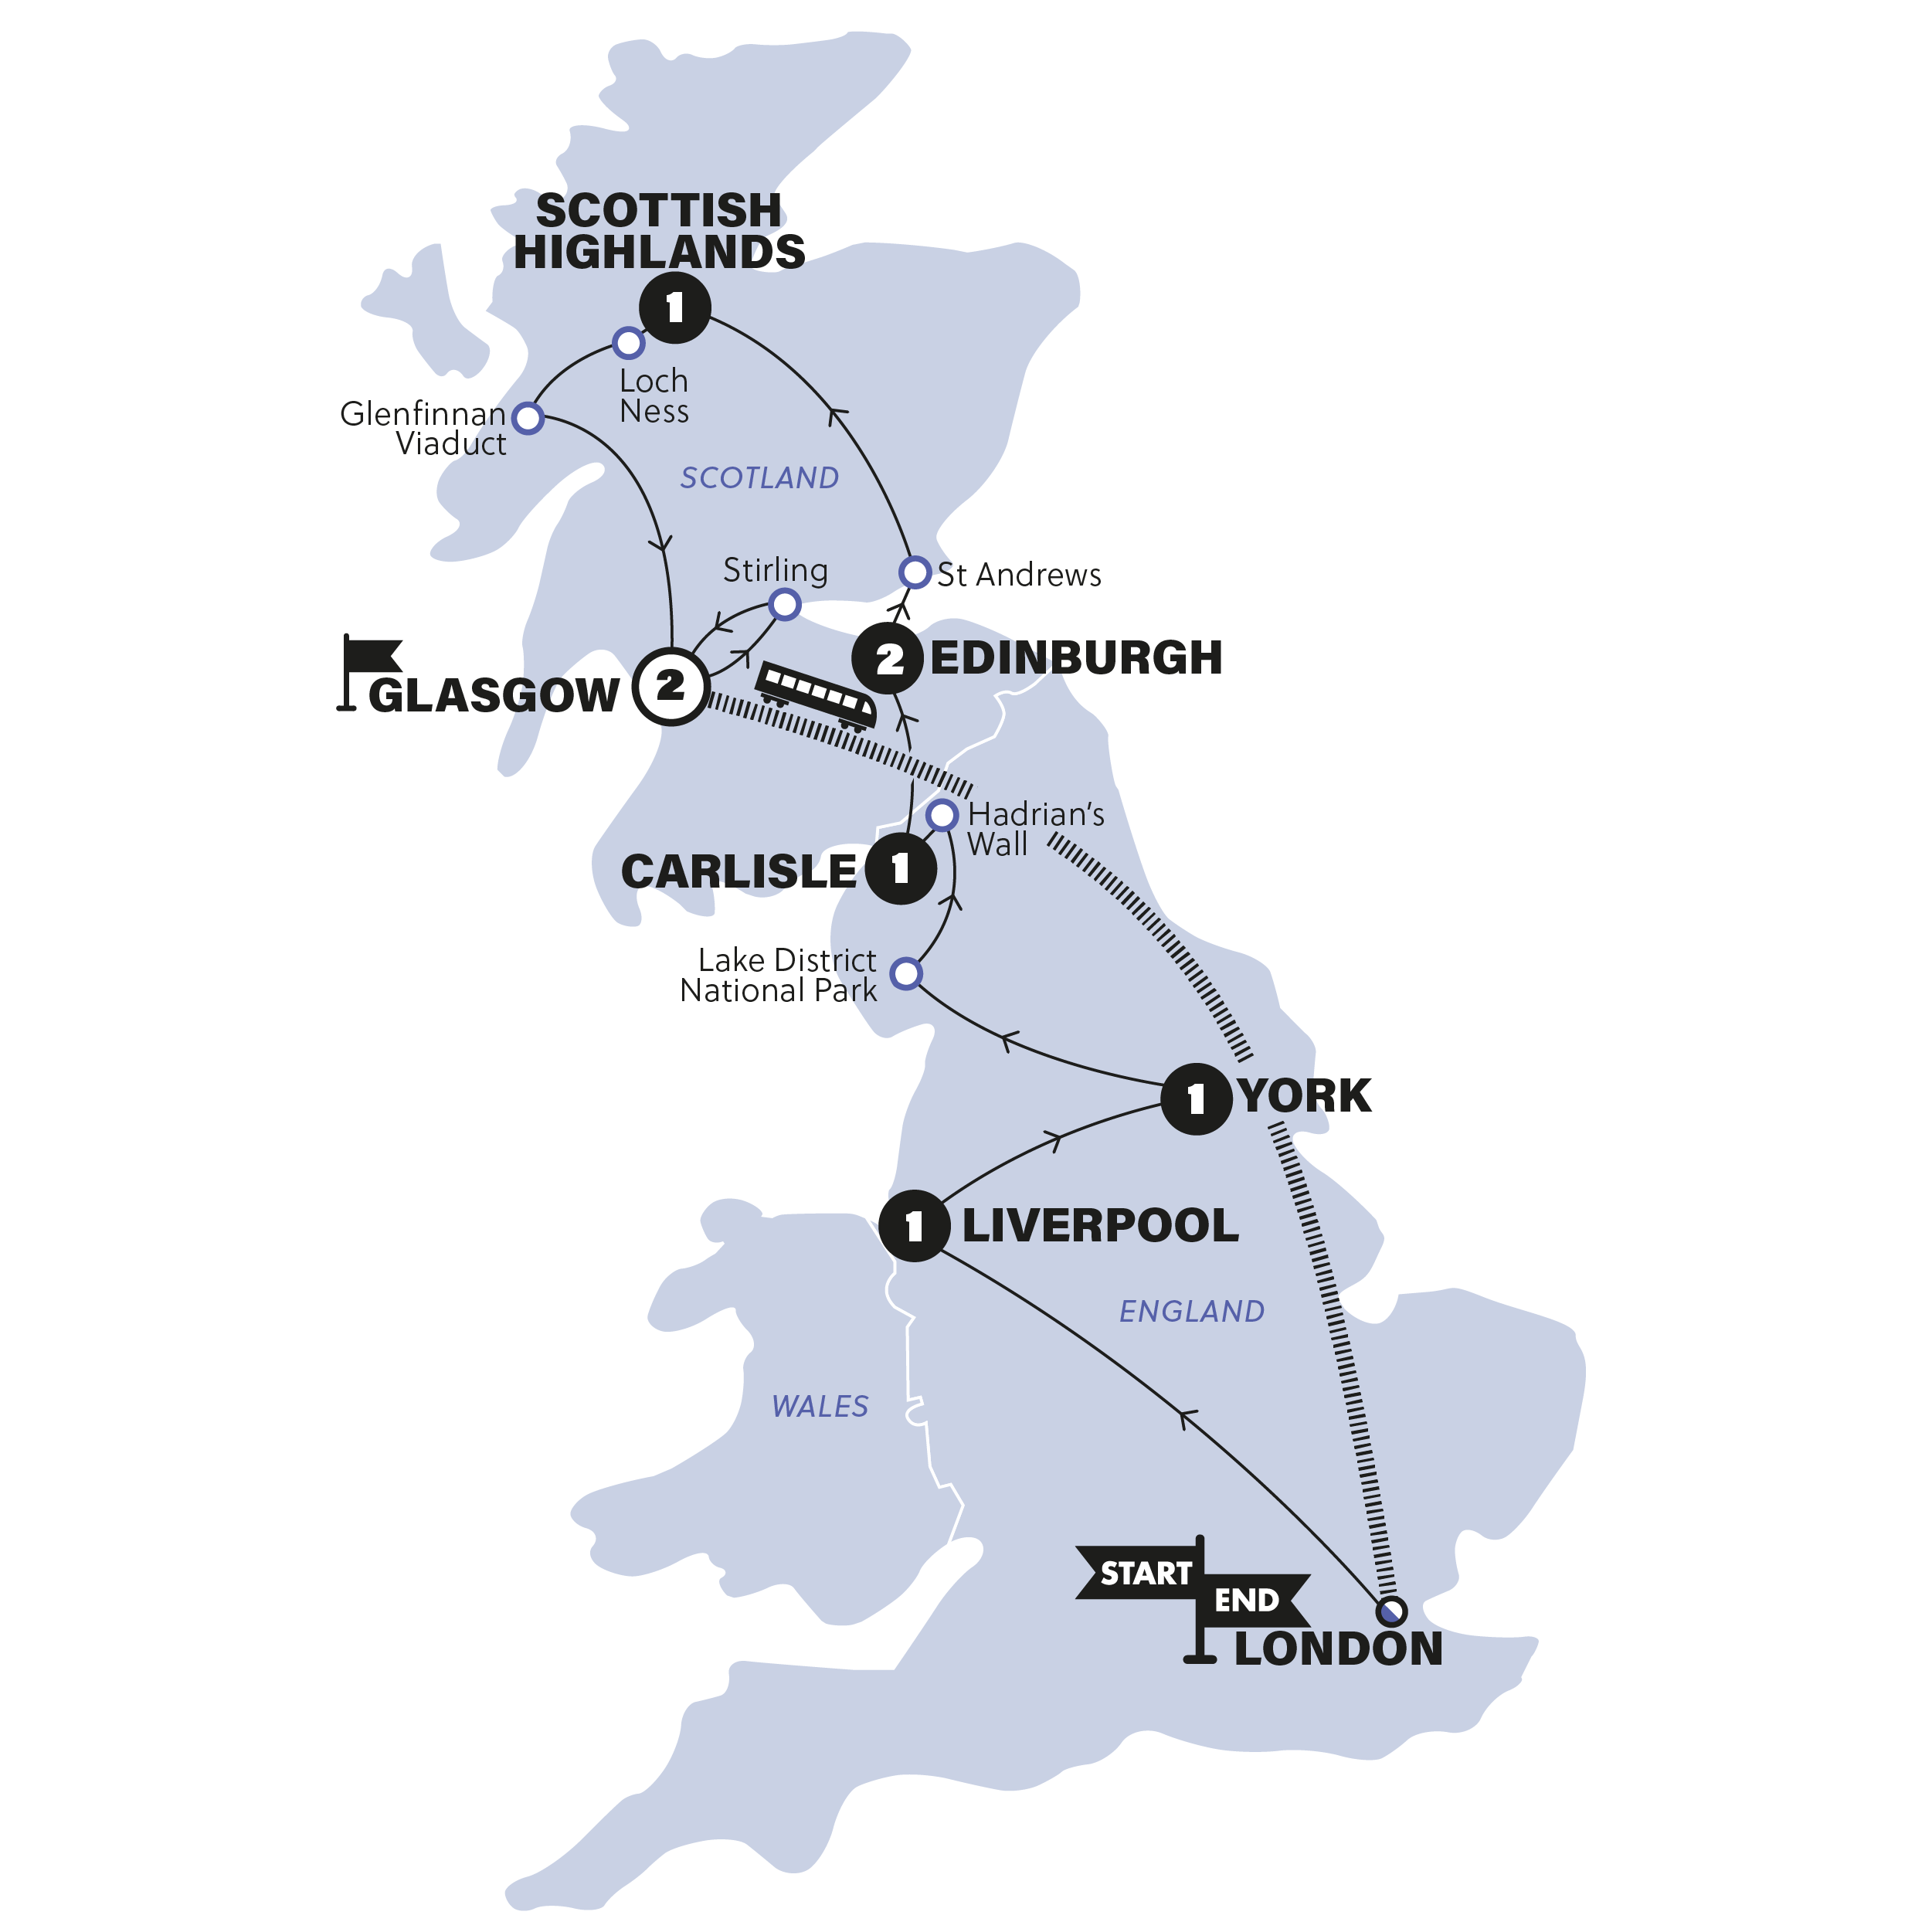 SCOTTISH
HIGHLANDS
1
Loch
Ness
Glenfinnan
Viaduct
SCOTLAND
Stirling
St Andrews
2
EDINBURGH
GLASGOW
2
Hadrian's
Wall
CARLISLE
1
Lake District
National Park
1
YORK
1
LIVERPOOL
ENGLAND
WALES
START
END
LONDON